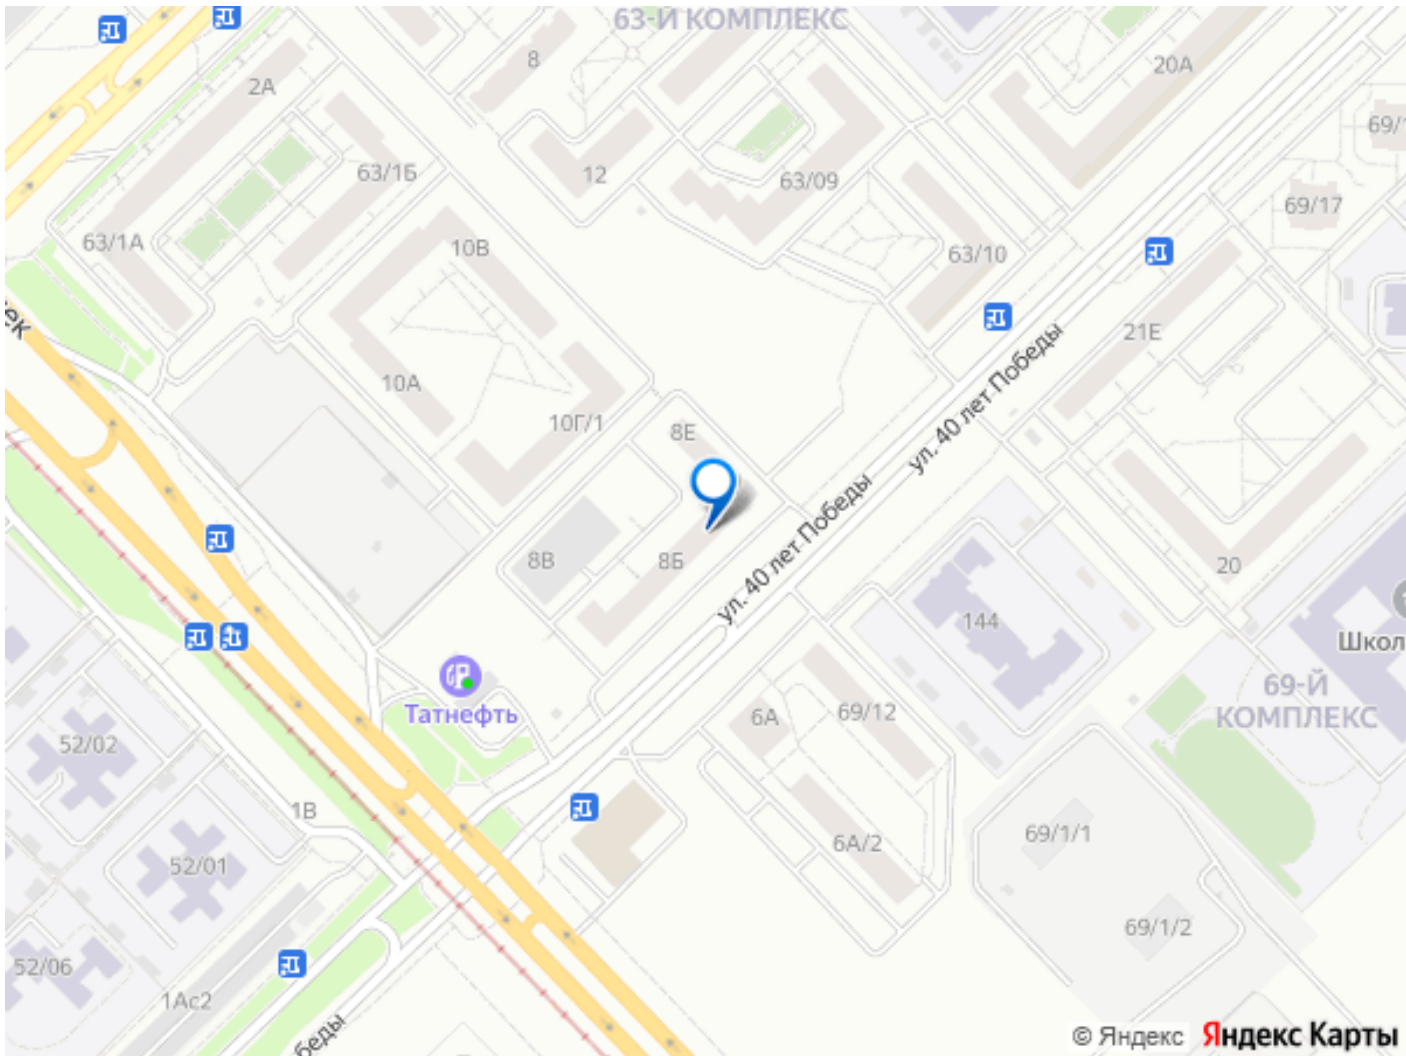 63-Й КОМПЛЕКС
8
20А
2А
63/1Б
12
63/09
69/17
63/1А
10В
63/10
21Е
10А
10Г/1
8Е
ул. 40 лет Победы
ул. 40 лет Победы
8В
8Б
20
144
Школ
Татнефть
6А
69/12
69-Й
КОМПЛЕКС
52/02
1В
6А/2
69/1/1
52/01
69/1/2
52/06
1Ас2
беды
© Яндекс
Яндекс Карты